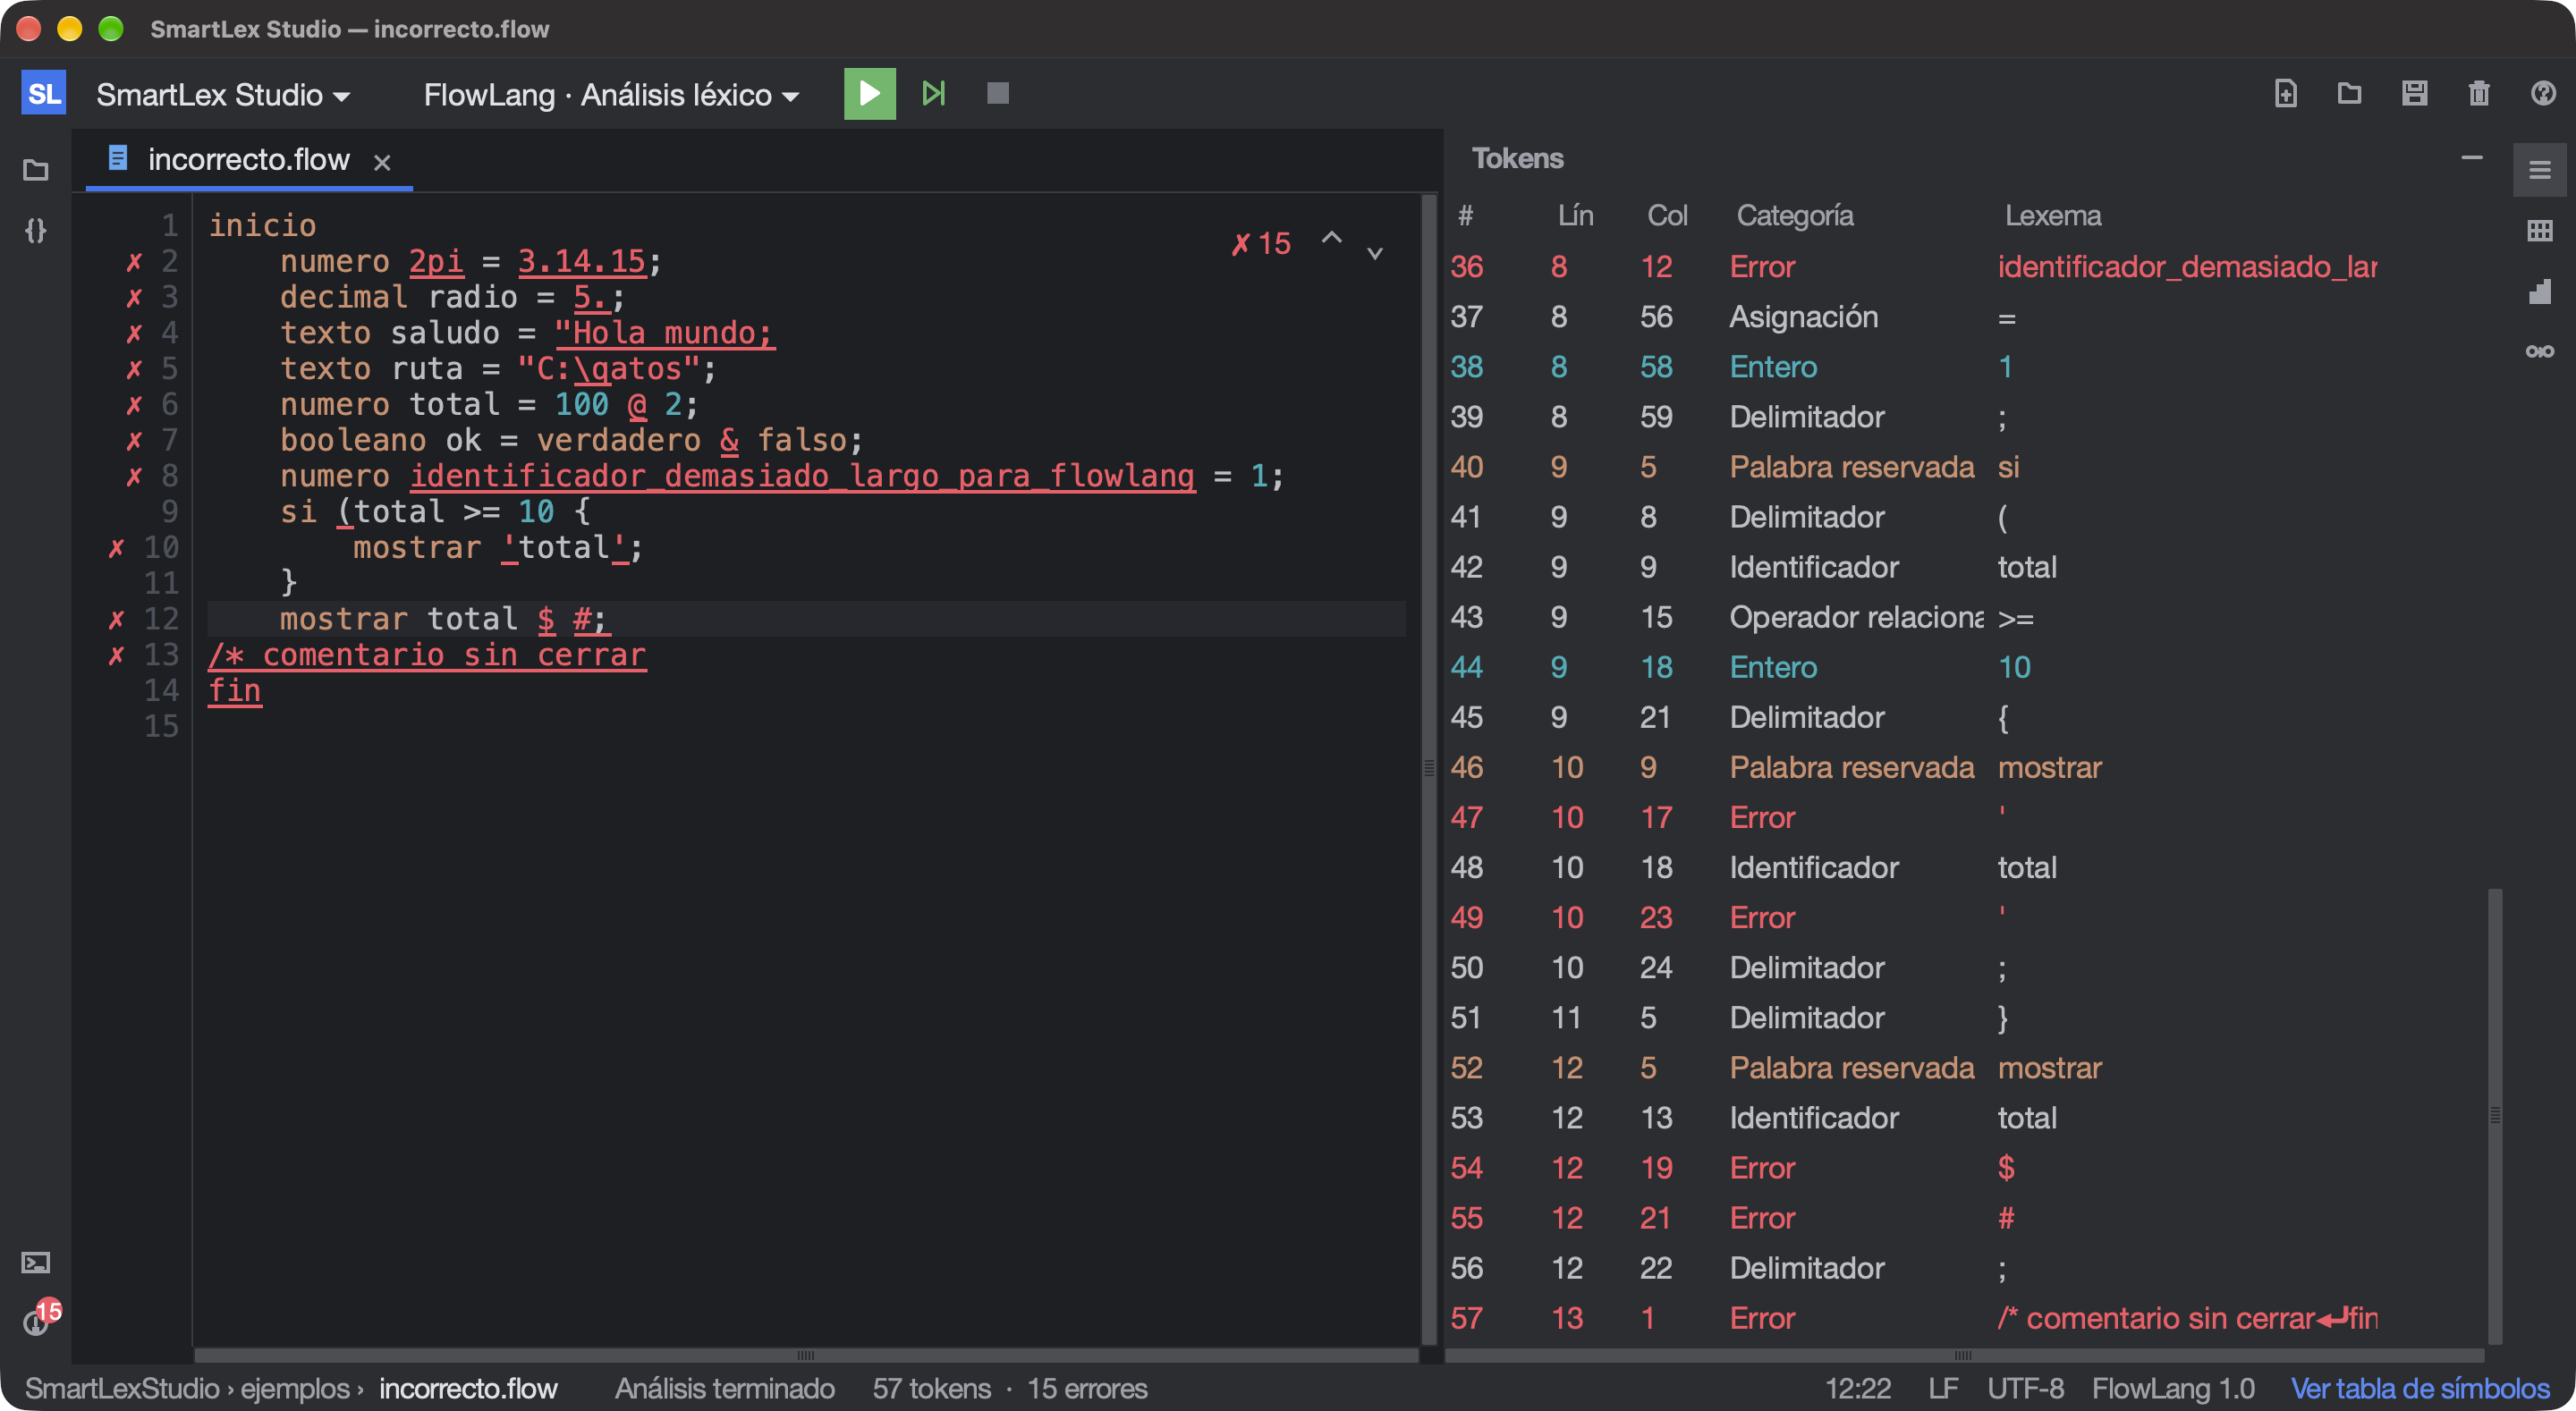 SmartLex Studio — incorrecto.flow
SL SmartLex Studio FlowLang · Análisis léxico
incorrecto.flow
✗ 15
1 inicio
✗ 2 numero 2pi = 3.14.15;
✗ 3 decimal radio = 5.;
✗ 4 texto saludo = "Hola mundo;
✗ 5 texto ruta = "C:\qatos";
✗ 6 numero total = 100 @ 2;
✗ 7 booleano ok = verdadero & falso;
✗ 8 numero identificador_demasiado_largo_para_flowlang = 1;
9 si (total >= 10 {
✗ 10 mostrar 'total';
11 }
✗ 12 mostrar total $ #;
✗ 13 /* comentario sin cerrar
14 fin
15
Tokens
# Lín Col Categoría Lexema
36 8 12 Error identificador_demasiado_lar
37 8 56 Asignación =
38 8 58 Entero 1
39 8 59 Delimitador ;
40 9 5 Palabra reservada si
41 9 8 Delimitador (
42 9 9 Identificador total
43 9 15 Operador relaciona >=
44 9 18 Entero 10
45 9 21 Delimitador {
46 10 9 Palabra reservada mostrar
47 10 17 Error '
48 10 18 Identificador total
49 10 23 Error '
50 10 24 Delimitador ;
51 11 5 Delimitador }
52 12 5 Palabra reservada mostrar
53 12 13 Identificador total
54 12 19 Error $
55 12 21 Error #
56 12 22 Delimitador ;
57 13 1 Error /* comentario sin cerrar↵fin
15
SmartLexStudio › ejemplos › incorrecto.flow Análisis terminado 57 tokens · 15 errores 12:22 LF UTF-8 FlowLang 1.0 Ver tabla de símbolos